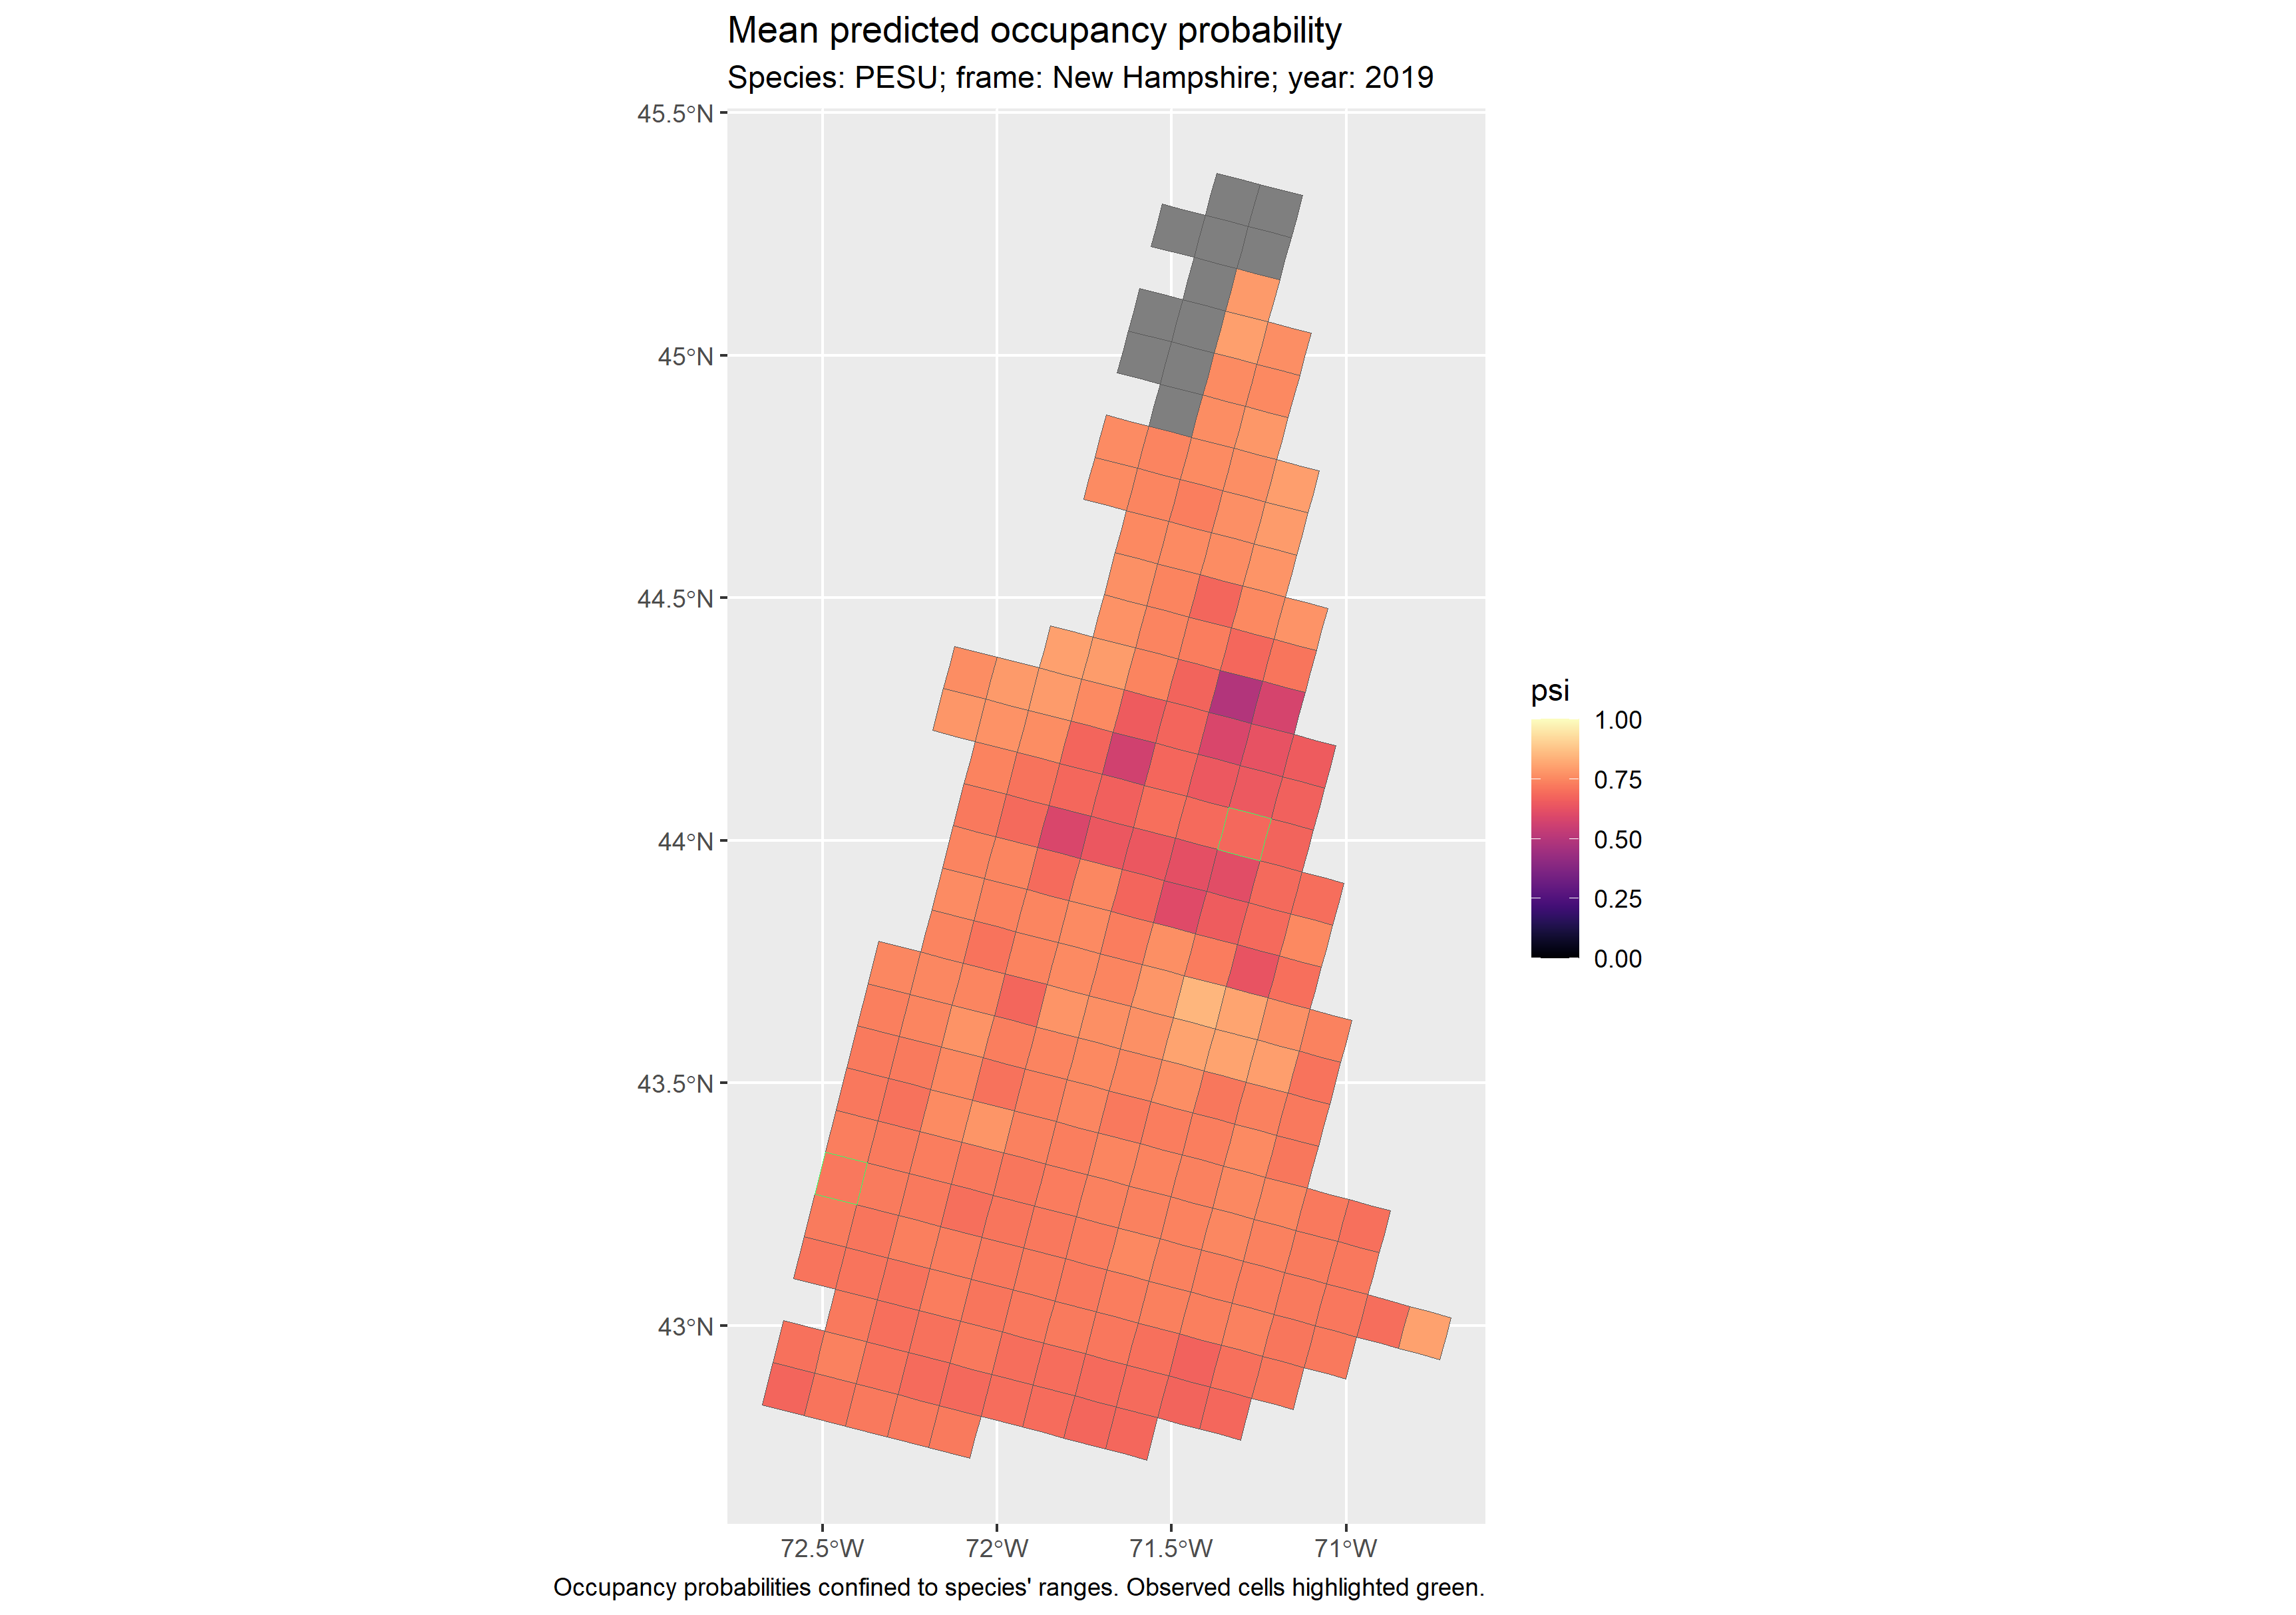 Mean predicted occupancy probability
Species: PESU; frame: New Hampshire; year: 2019
45.5°N
45°N
44.5°N
44°N
43.5°N
43°N
72.5°W
72°W
71.5°W
71°W
psi
1.00
0.75
0.50
0.25
0.00
Occupancy probabilities confined to species' ranges. Observed cells highlighted green.